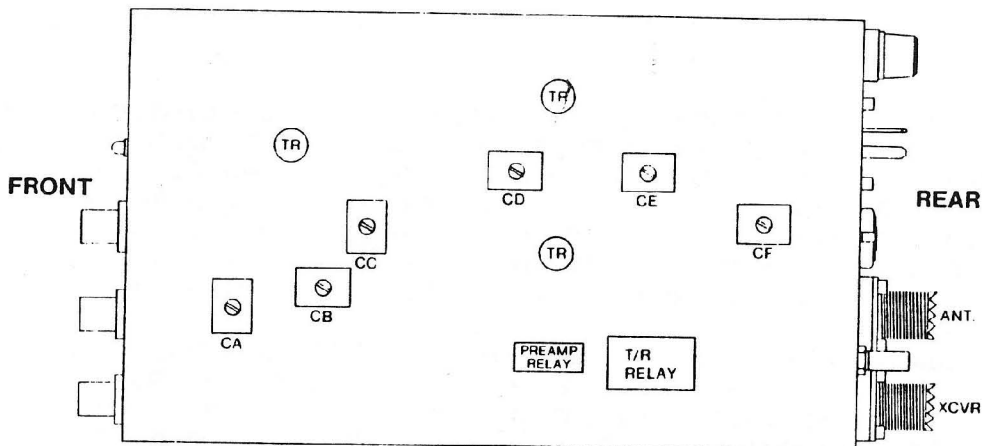 TR
TR
FRONT
CD
CE
REAR
CC
TR
CF
CB
CA
ANT.
PREAMP
RELAY
T/R
RELAY
XCVR